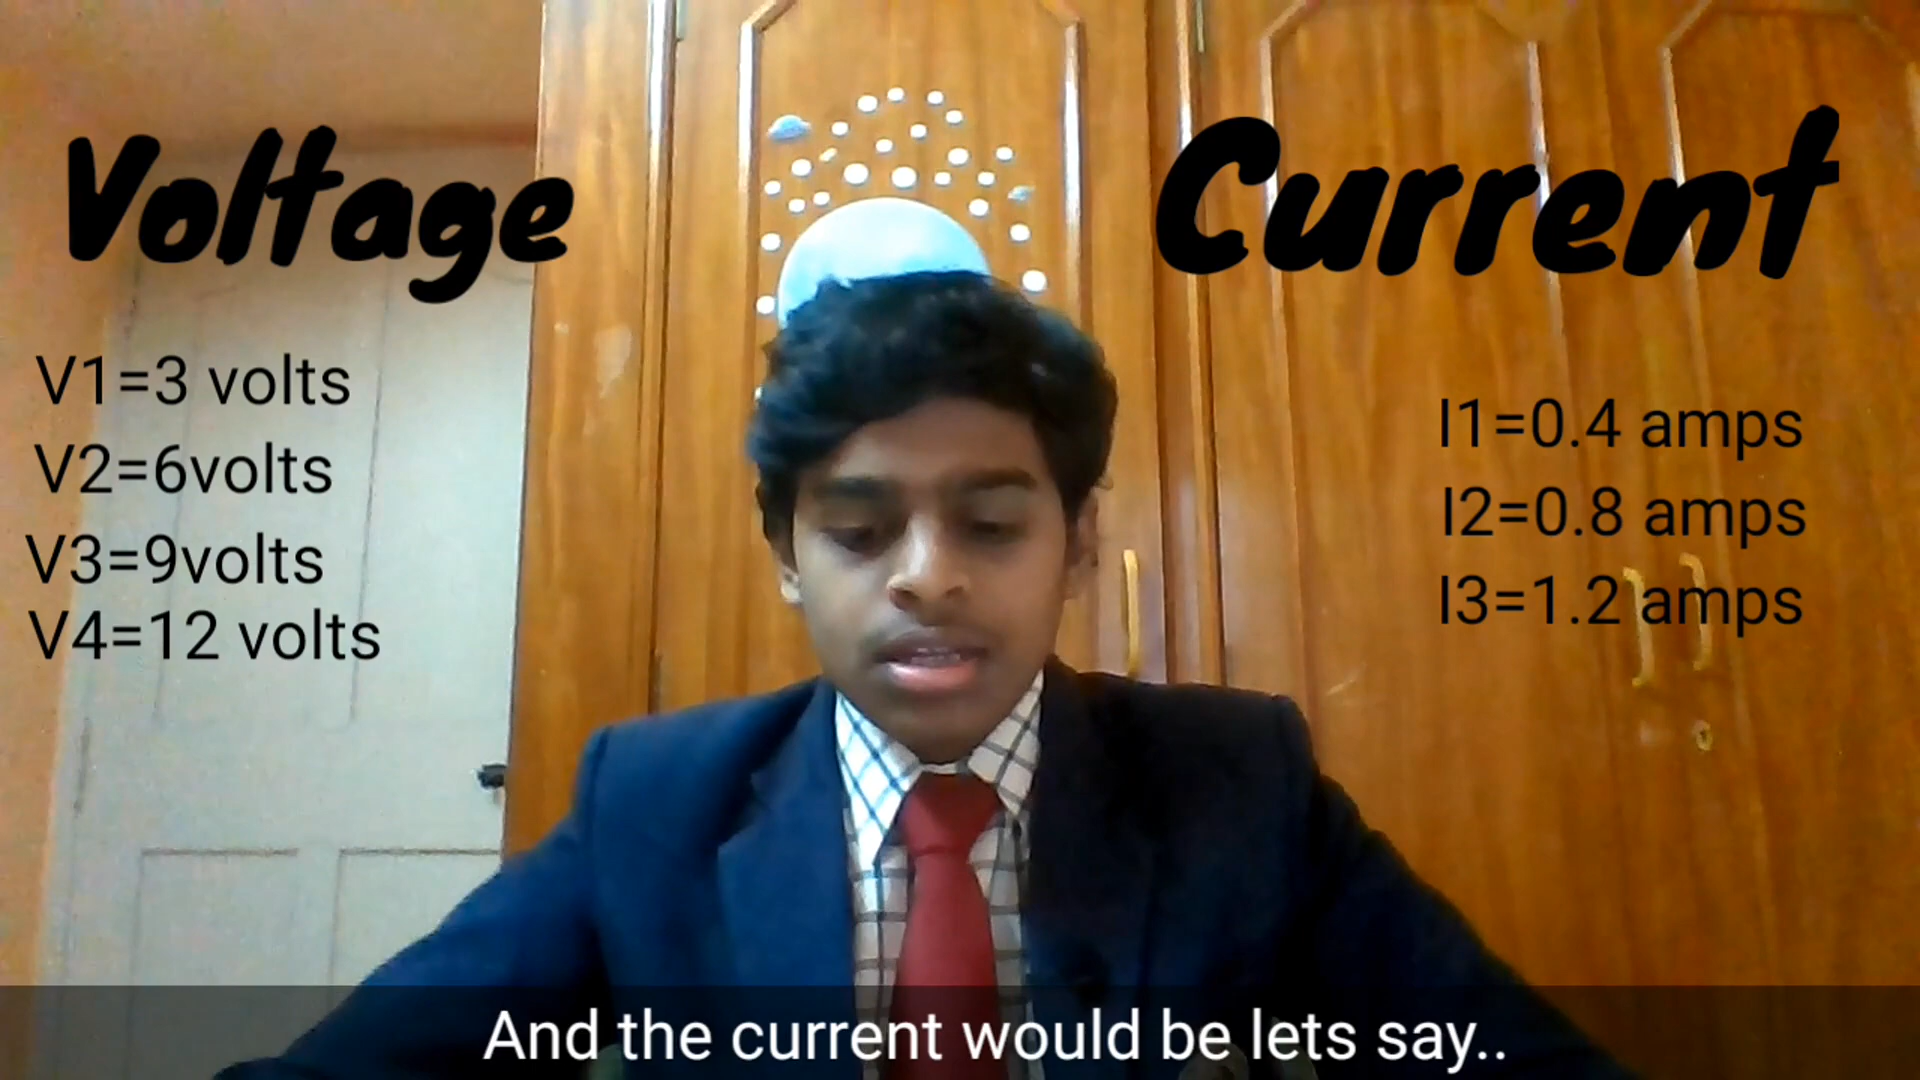 Voltage
V1=3 volts
V2=6volts
V3=9volts
V4=12 volts
Current
I1=0.4 amps
I2=0.8 amps
I3=1.2 amps
And the current would be lets say..